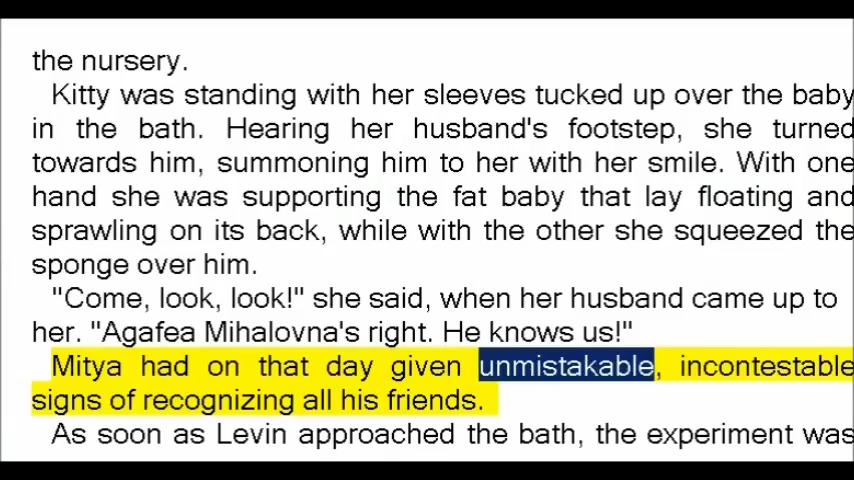 the nursery.
Kitty was standing with her sleeves tucked up over the baby
in the bath. Hearing her husband's footstep, she turned
towards him, summoning him to her with her smile. With one
hand she was supporting the fat baby that lay floating and
sprawling on its back, while with the other she squeezed the
sponge over him.
"Come, look, look!" she said, when her husband came up to
her. "Agafea Mihalovna's right. He knows us!"
Mitya had on that day given unmistakable, incontestable
signs of recognizing all his friends.
As soon as Levin approached the bath, the experiment was